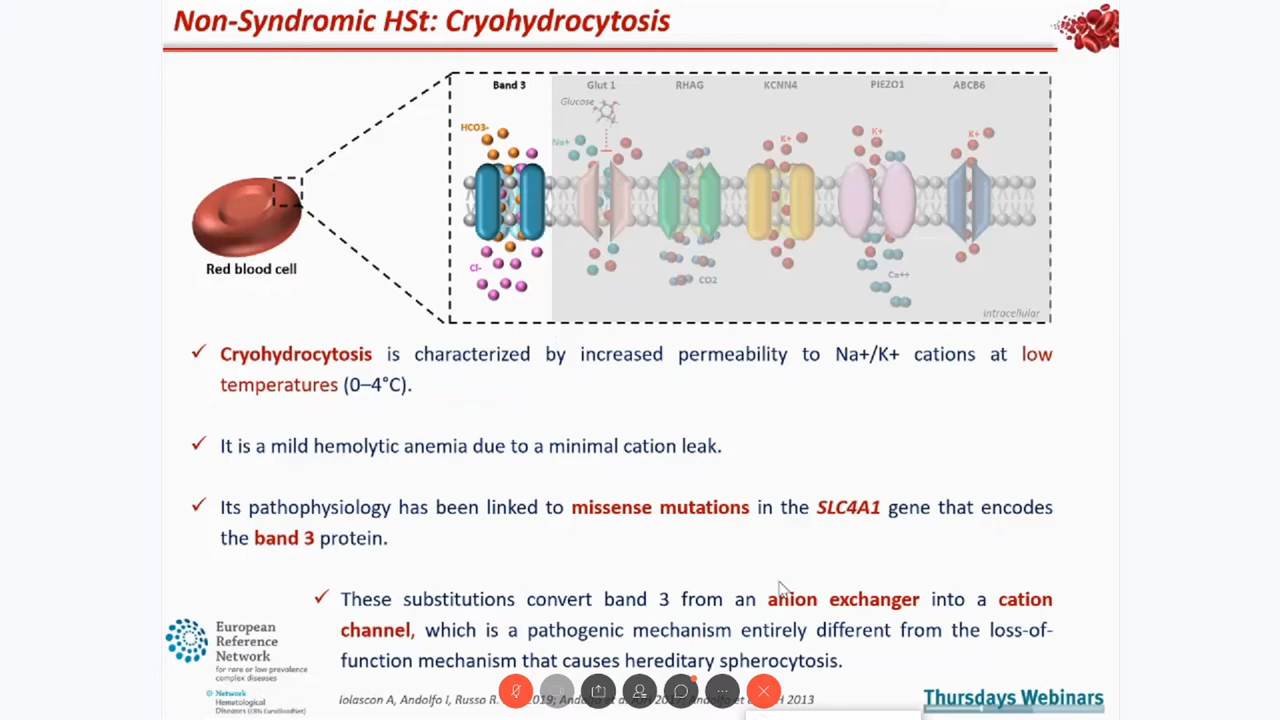 Non-Syndromic HSt: Cryohydrocytosis
Band 3
Glut 1
RHAG
KCNN4
PIEZO1
ABCB6
Glucose
HCO3-
Na+
K+
K+
K+
Cl-
CO2
Ca++
intracellular
Red blood cell
Cryohydrocytosis is characterized by increased permeability to Na+/K+ cations at low
temperatures (0–4°C).
It is a mild hemolytic anemia due to a minimal cation leak.
Its pathophysiology has been linked to missense mutations in the SLC4A1 gene that encodes
the band 3 protein.
These substitutions convert band 3 from an anion exchanger into a cation
channel, which is a pathogenic mechanism entirely different from the loss-of-
function mechanism that causes hereditary spherocytosis.
European
Reference
Network
for rare or low prevalence
complex diseases
Network
Hematological
Diseases (ERN EuroBloodNet)
Iolascon A, Andolfo I, Russo R. 2019; 2013
Thursdays Webinars